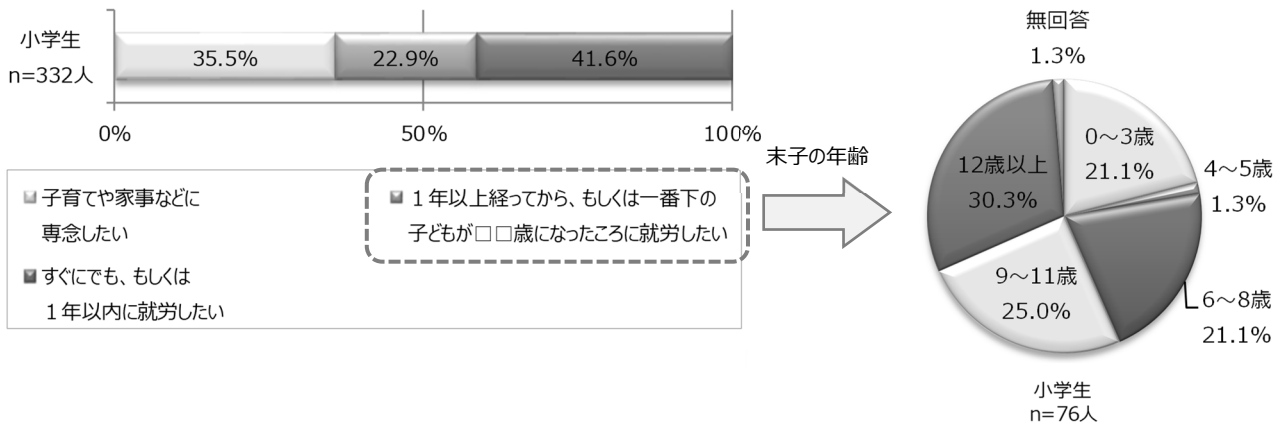 小学生
n=332人
35.5%
22.9%
41.6%
0%
50%
100%
子育てや家事などに
専念したい
1年以上経ってから、もしくは一番下の
子どもが□□歳になったころに就労したい
すぐにでも、もしくは
1年以内に就労したい
末子の年齢
無回答
1.3%
0～3歳
21.1%
4～5歳
1.3%
6～8歳
21.1%
9～11歳
25.0%
12歳以上
30.3%
小学生
n=76人